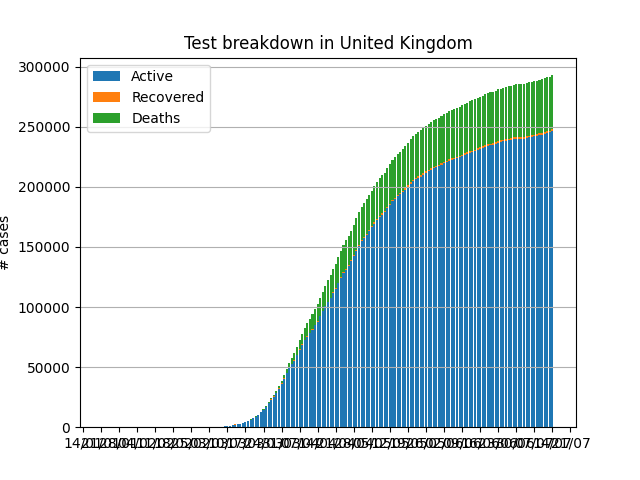 Test breakdown in United Kingdom
Active
Recovered
Deaths
300000
250000
200000
150000
100000
50000
0
# cases